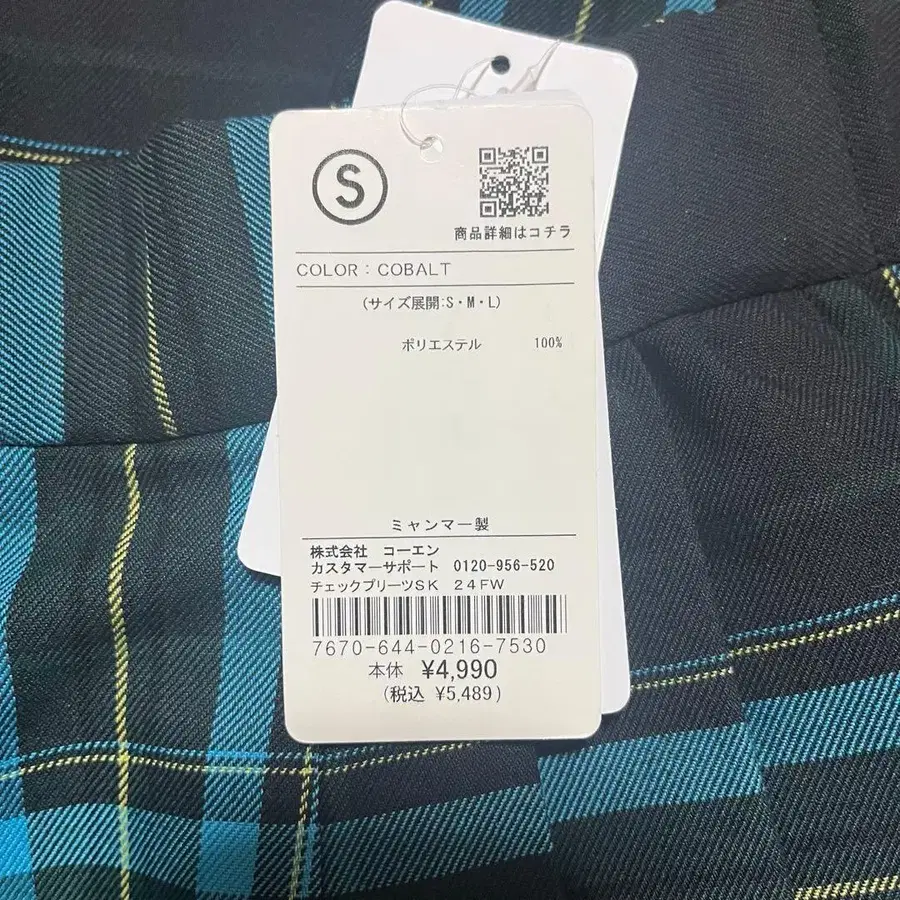 S
商品詳細はコチラ
COLOR：COBALT
(サイズ展開:S・M・L)
ポリエステル 100%
ミャンマー製
株式会社 コーエン
カスタマーサポート 0120-956-520
チェックプリーツSK 24FW
7670-644-0216-7530
本体 ¥4,990
(税込 ¥5,489)